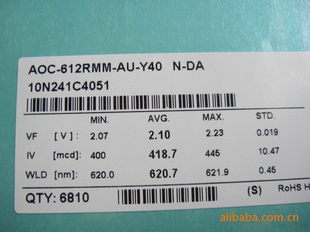 AOC-612RMM-AU-Y40 N-DA
10N241C4051
MIN. AVG. MAX. STD.
VF [ V ]: 2.07 2.10 2.23 0.019
IV [mcd]: 400 418.7 445 10.47
WLD [nm]: 620.0 620.7 621.9 0.45
QTY: 6810 (S) RoHS H
alibaba.com.cn